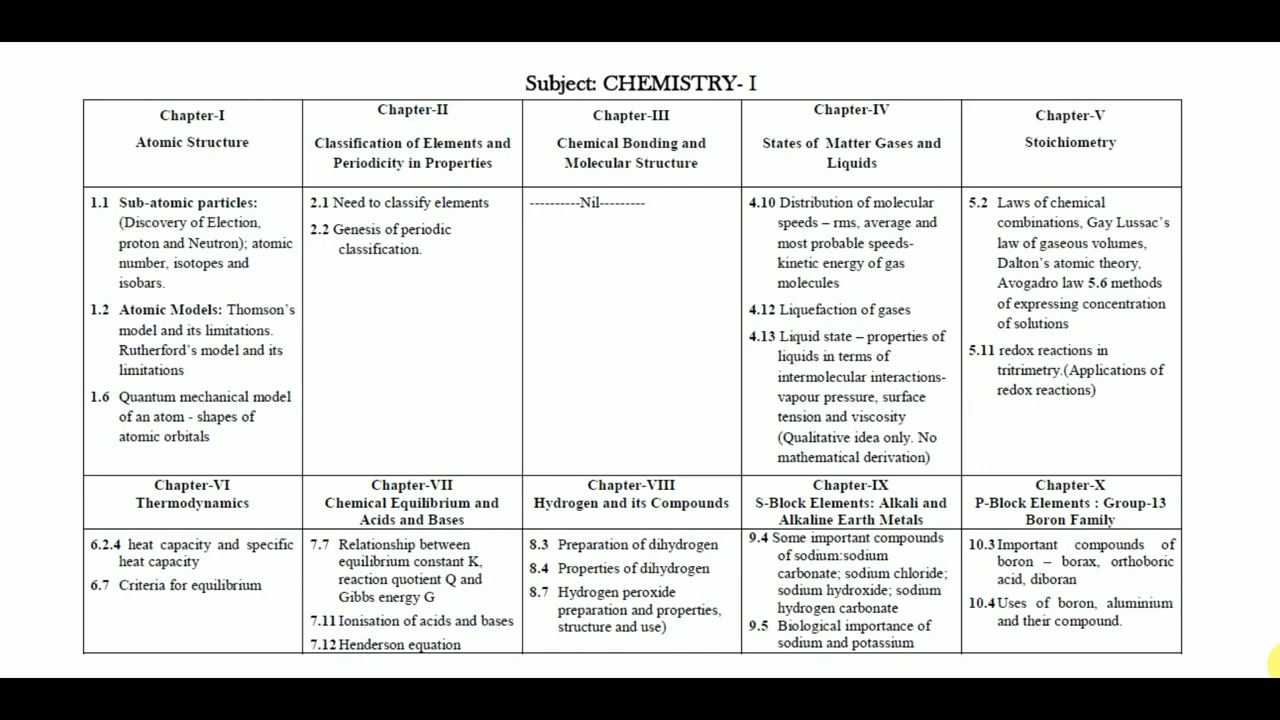 Subject: CHEMISTRY- I
Chapter-I
Atomic Structure
Chapter-II
Classification of Elements and
Periodicity in Properties
Chapter-III
Chemical Bonding and
Molecular Structure
Chapter-IV
States of Matter Gases and
Liquids
Chapter-V
Stoichiometry
1.1 Sub-atomic particles:
(Discovery of Election,
proton and Neutron); atomic
number, isotopes and
isobars.
1.2 Atomic Models: Thomson's
model and its limitations.
Rutherford's model and its
limitations
1.6 Quantum mechanical model
of an atom - shapes of
atomic orbitals
2.1 Need to classify elements
2.2 Genesis of periodic
classification.
----------Nil---------
4.10 Distribution of molecular
speeds – rms, average and
most probable speeds-
kinetic energy of gas
molecules
4.12 Liquefaction of gases
4.13 Liquid state – properties of
liquids in terms of
intermolecular interactions-
vapour pressure, surface
tension and viscosity
(Qualitative idea only. No
mathematical derivation)
5.2 Laws of chemical
combinations, Gay Lussac's
law of gaseous volumes,
Dalton's atomic theory,
Avogadro law 5.6 methods
of expressing concentration
of solutions
5.11 redox reactions in
tritrimetry.(Applications of
redox reactions)
Chapter-VI
Thermodynamics
Chapter-VII
Chemical Equilibrium and
Acids and Bases
Chapter-VIII
Hydrogen and its Compounds
Chapter-IX
S-Block Elements: Alkali and
Alkaline Earth Metals
Chapter-X
P-Block Elements : Group-13
Boron Family
6.2.4 heat capacity and specific
heat capacity
6.7 Criteria for equilibrium
7.7 Relationship between
equilibrium constant K,
reaction quotient Q and
Gibbs energy G
7.11 Ionisation of acids and bases
7.12 Henderson equation
8.3 Preparation of dihydrogen
8.4 Properties of dihydrogen
8.7 Hydrogen peroxide
preparation and properties,
structure and use)
9.4 Some important compounds
of sodium:sodium
carbonate; sodium chloride;
sodium hydroxide; sodium
hydrogen carbonate
9.5 Biological importance of
sodium and potassium
10.3 Important compounds of
boron – borax, orthoboric
acid, diboran
10.4 Uses of boron, aluminium
and their compound.